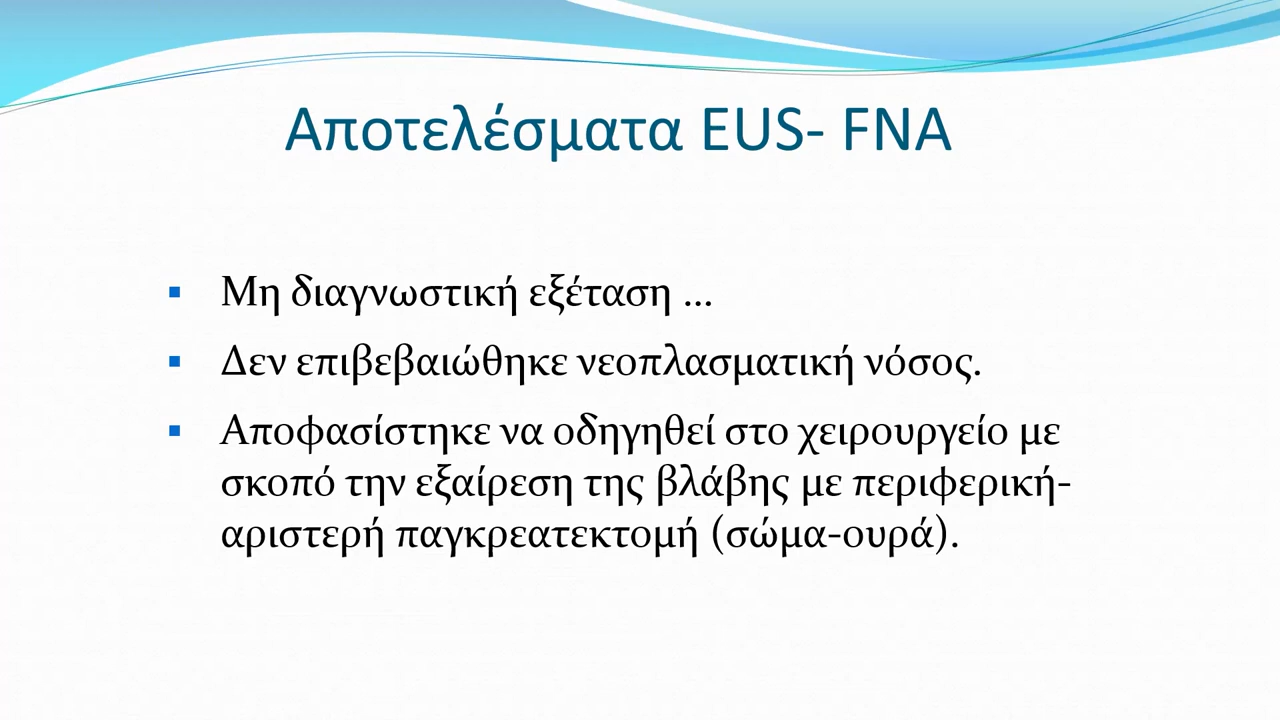 Αποτελέσματα EUS- FNA
▪ Μη διαγνωστική εξέταση ...
▪ Δεν επιβεβαιώθηκε νεοπλασματική νόσος.
▪ Αποφασίστηκε να οδηγηθεί στο χειρουργείο με
σκοπό την εξαίρεση της βλάβης με περιφερική-
αριστερή παγκρεατεκτομή (σώμα-ουρά).